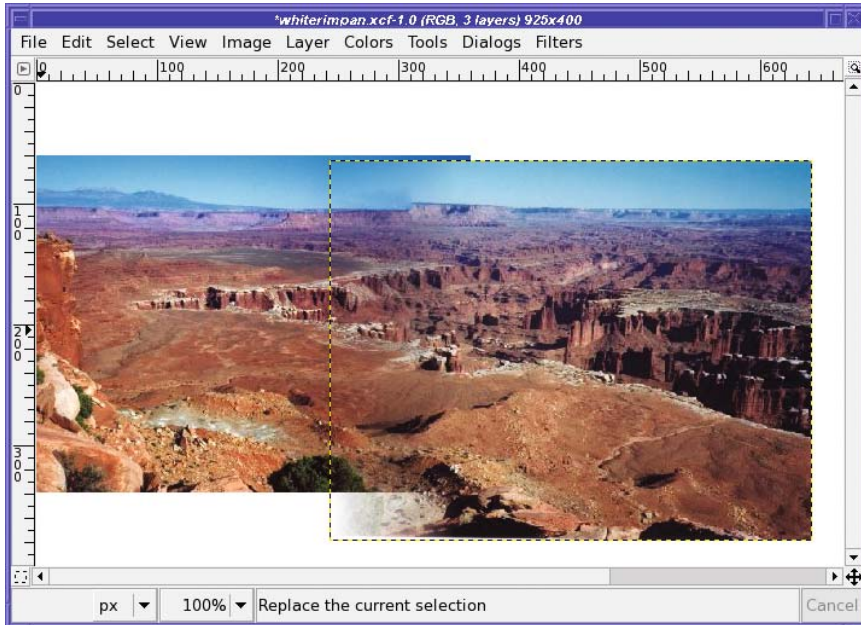 *whiterimpan.xcf-1.0 (RGB, 3 layers) 925x400
File Edit Select View Image Layer Colors Tools Dialogs Filters
0 100 200 300 400 500 600
0
100
200
300
px 100% Replace the current selection Cancel